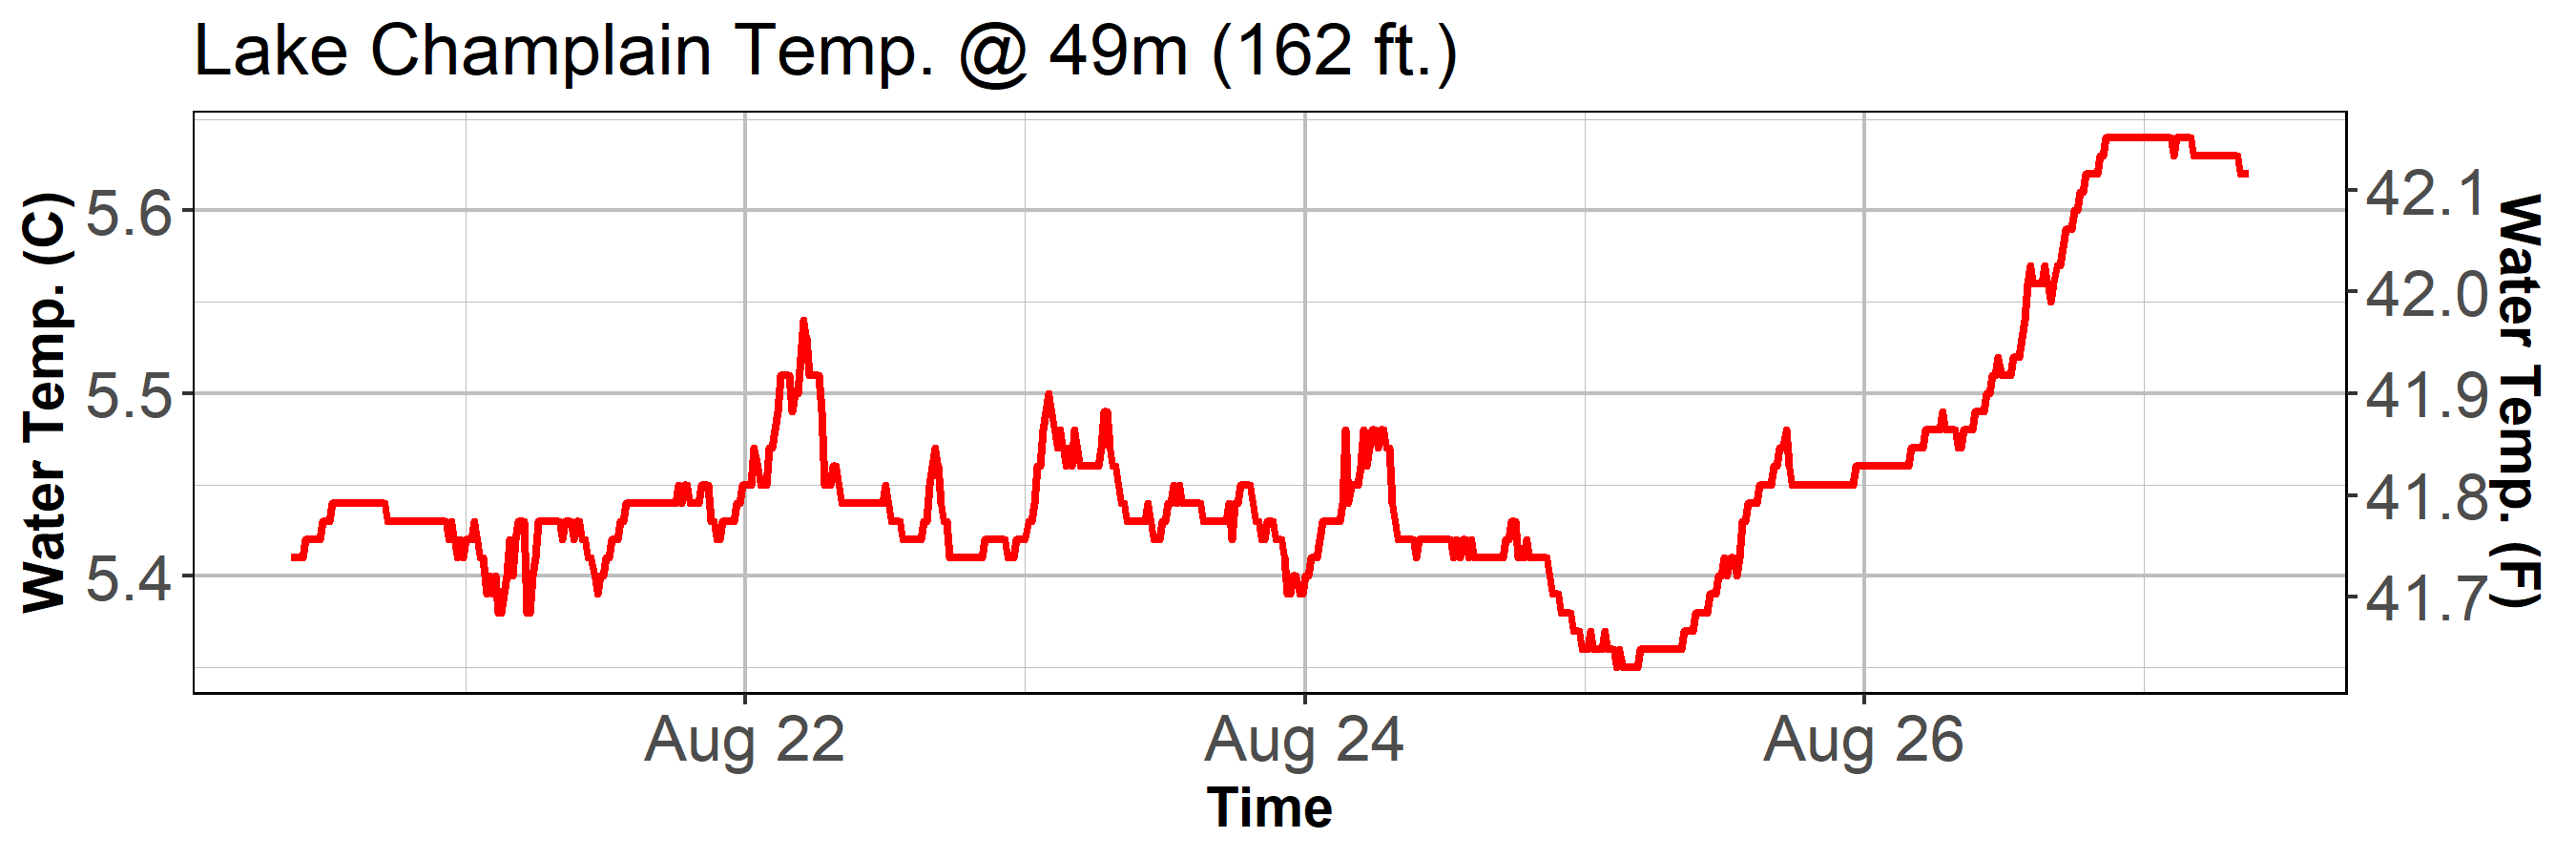 Lake Champlain Temp. @ 49m (162 ft.)
Water Temp. (C)
5.6
5.5
5.4
42.1
42.0
41.9
41.8
41.7
Water Temp. (F)
Aug 22 Aug 24 Aug 26
Time